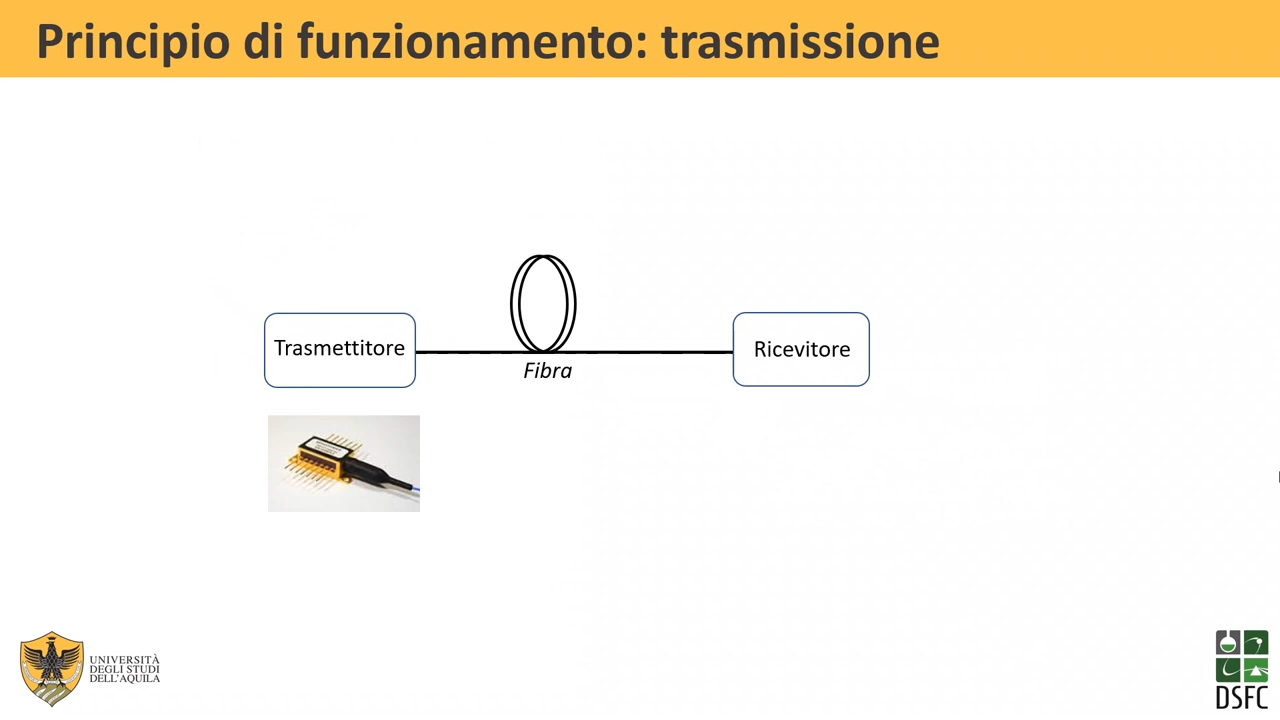 Principio di funzionamento: trasmissione
Trasmettitore
Ricevitore
Fibra
UNIVERSITÀ
DEGLI STUDI
DELL'AQUILA
DSFC